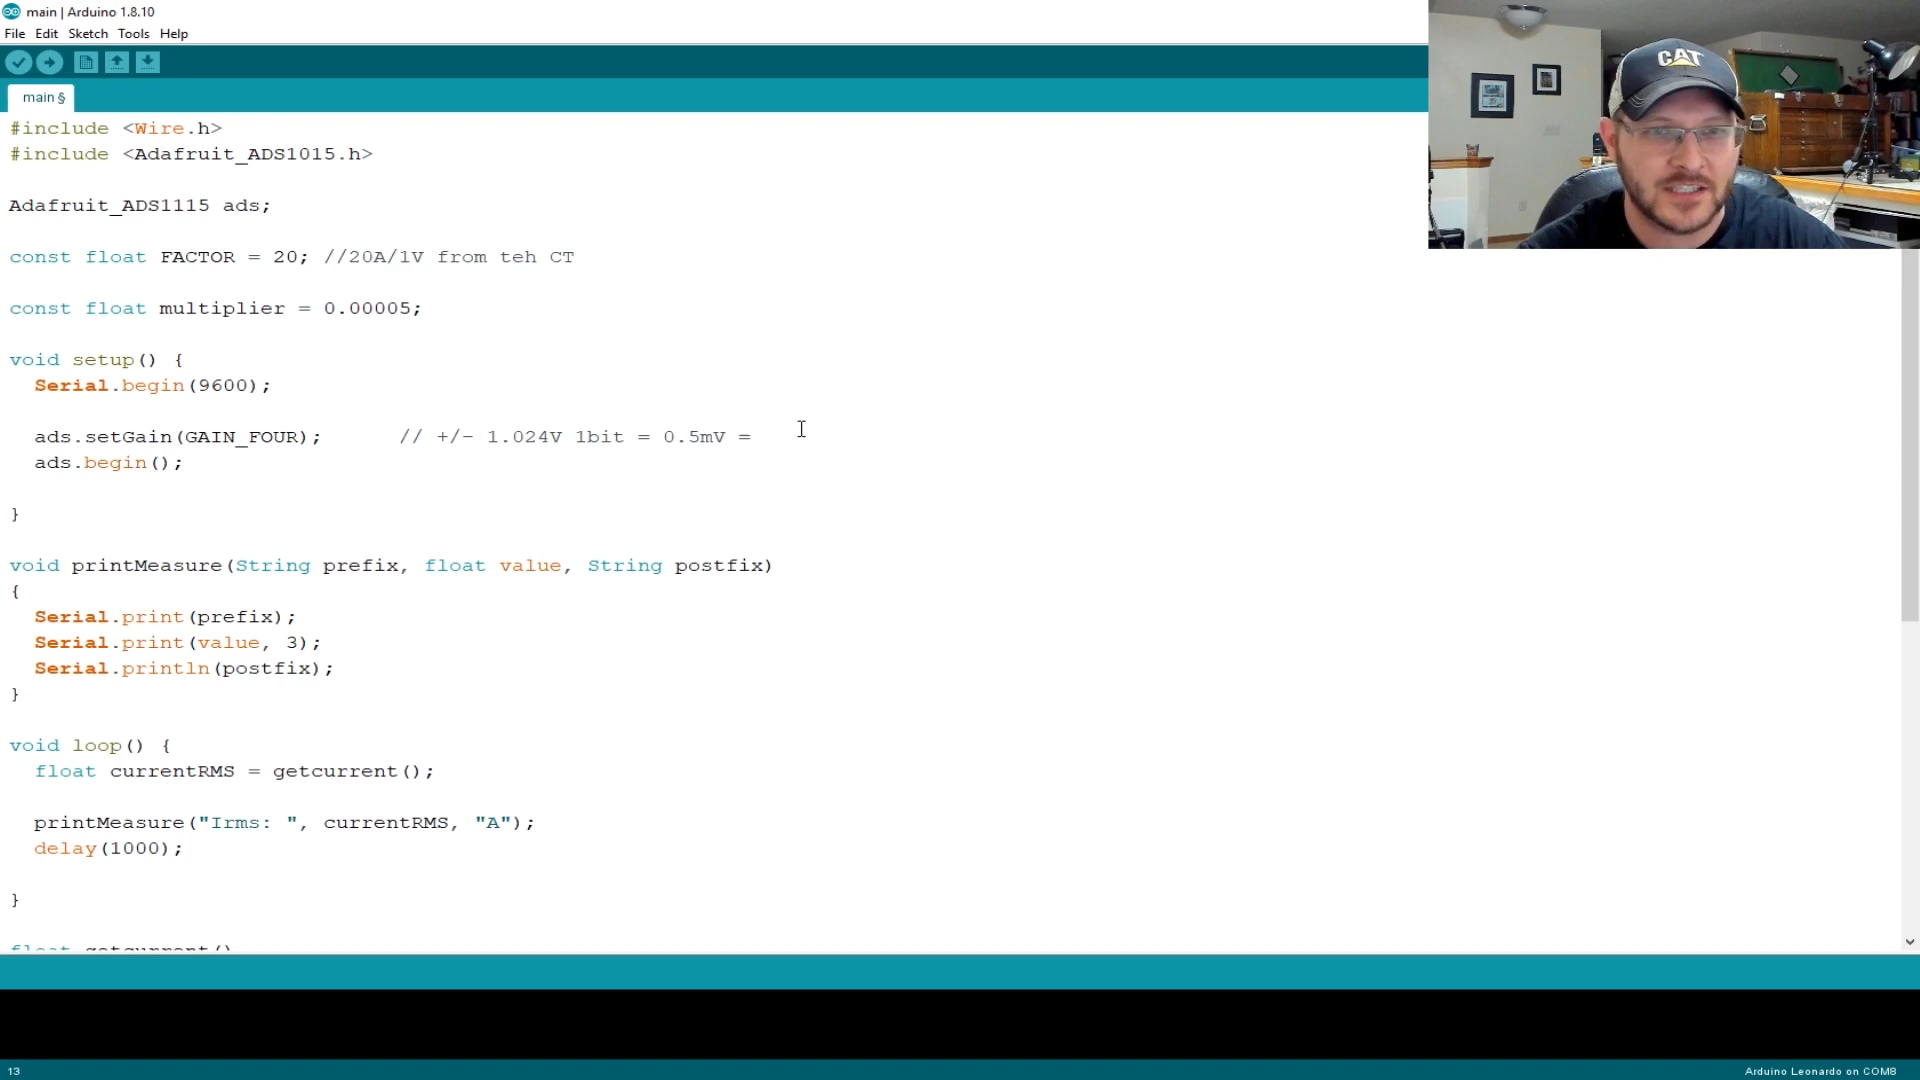 main | Arduino 1.8.10
File Edit Sketch Tools Help
main §
#include <Wire.h>
#include <Adafruit_ADS1015.h>
Adafruit_ADS1115 ads;
const float FACTOR = 20; //20A/1V from teh CT
const float multiplier = 0.00005;
void setup() {
Serial.begin(9600);
ads.setGain(GAIN_FOUR); // +/- 1.024V 1bit = 0.5mV =
ads.begin();
}
void printMeasure(String prefix, float value, String postfix)
{
Serial.print(prefix);
Serial.print(value, 3);
Serial.println(postfix);
}
void loop() {
float currentRMS = getcurrent();
printMeasure("Irms: ", currentRMS, "A");
delay(1000);
}
float getcurrent()
13
Arduino Leonardo on COM8
CAT